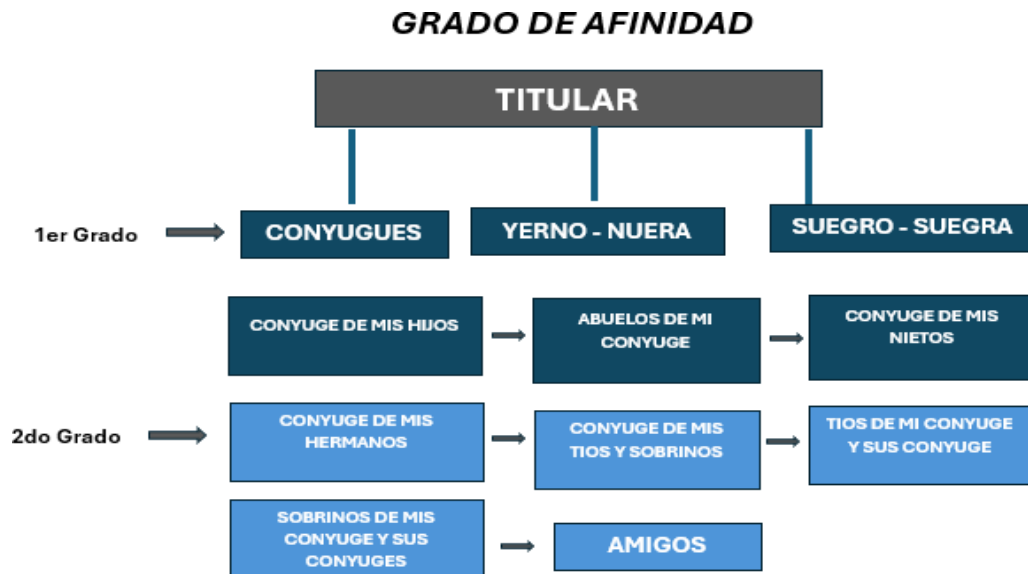 GRADO DE AFINIDAD
TITULAR
1er Grado
CONYUGUES
YERNO - NUERA
SUEGRO - SUEGRA
CONYUGE DE MIS HIJOS
ABUELOS DE MI
CONYUGE
CONYUGE DE MIS
NIETOS
2do Grado
CONYUGE DE MIS
HERMANOS
CONYUGE DE MIS
TIOS Y SOBRINOS
TIOS DE MI CONYUGE
Y SUS CONYUGE
SOBRINOS DE MIS
CONYUGE Y SUS
CONYUGES
AMIGOS